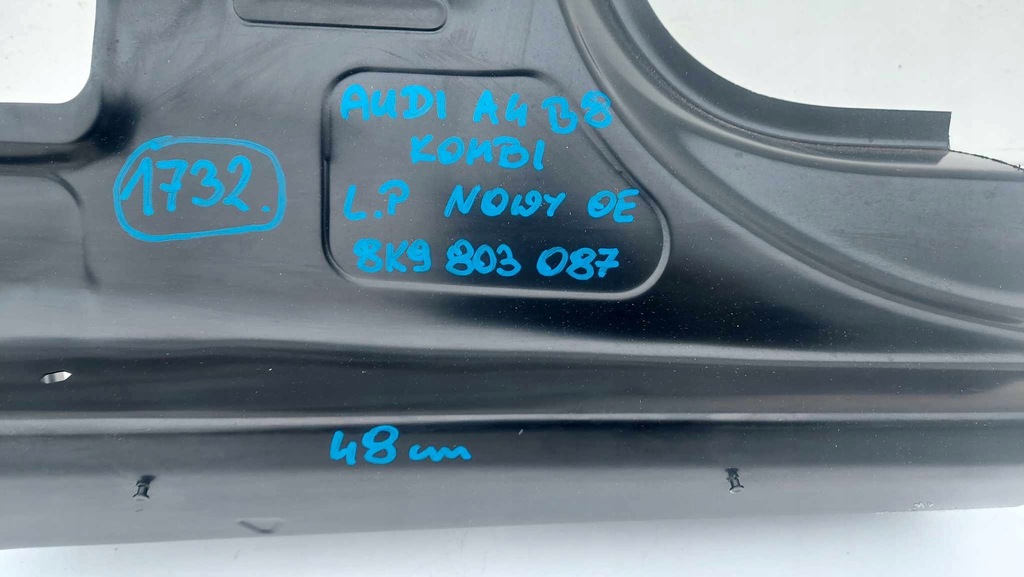 1732.
AUDI A4 B8
KOMBI
L.P NOWY OE
8K9 803 087
48 cm